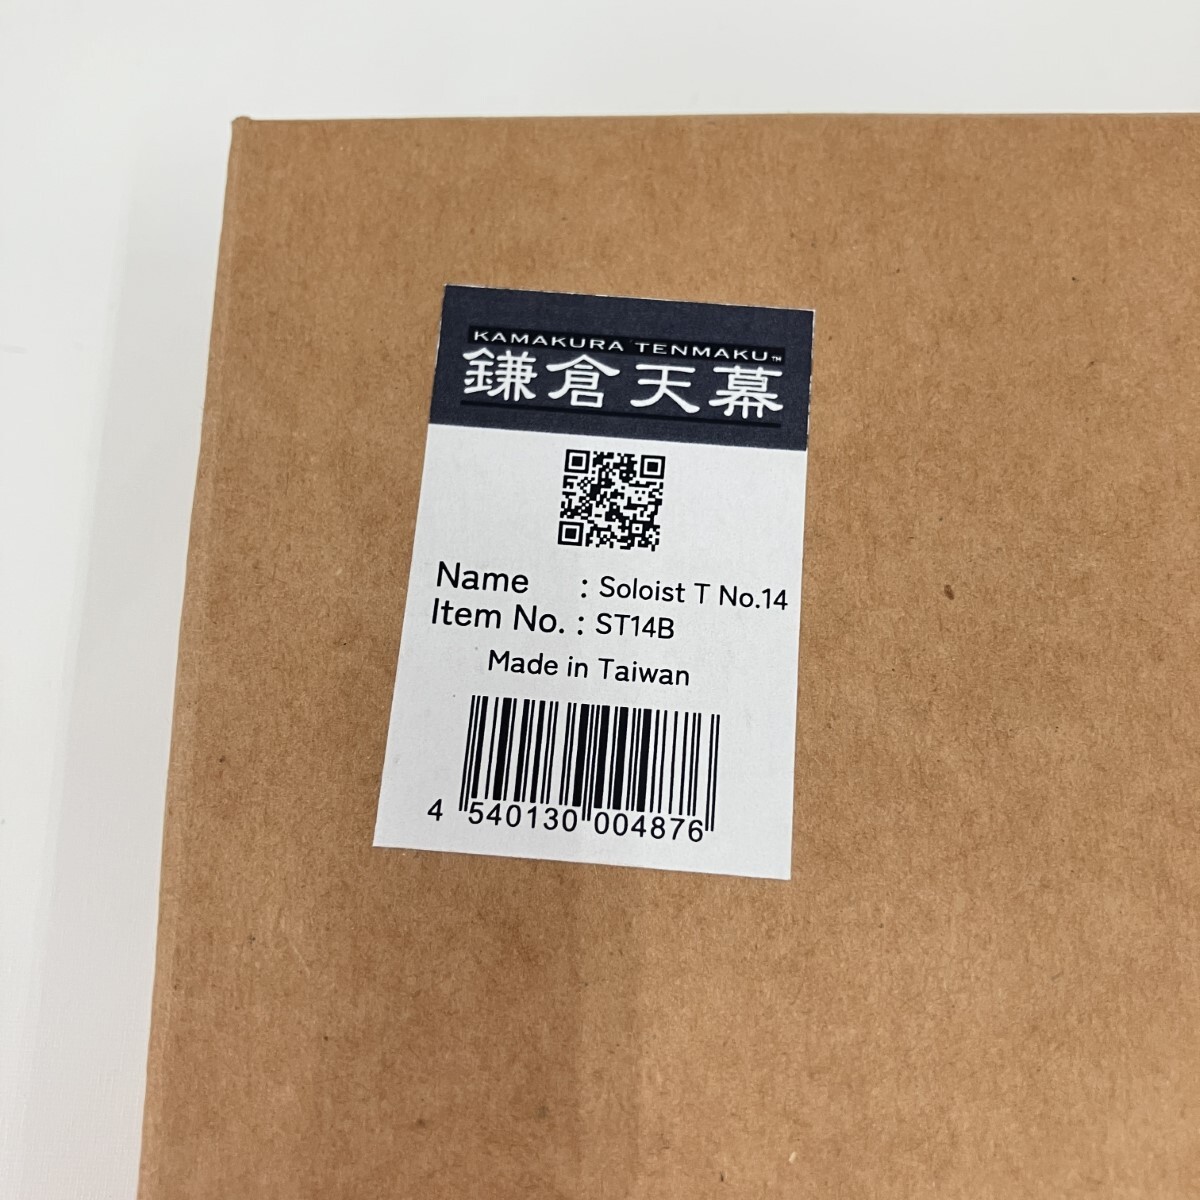 KAMAKURA TENMAKU™
鎌倉天幕
Name : Soloist T No.14
Item No. : ST14B
Made in Taiwan
4 540130 004876